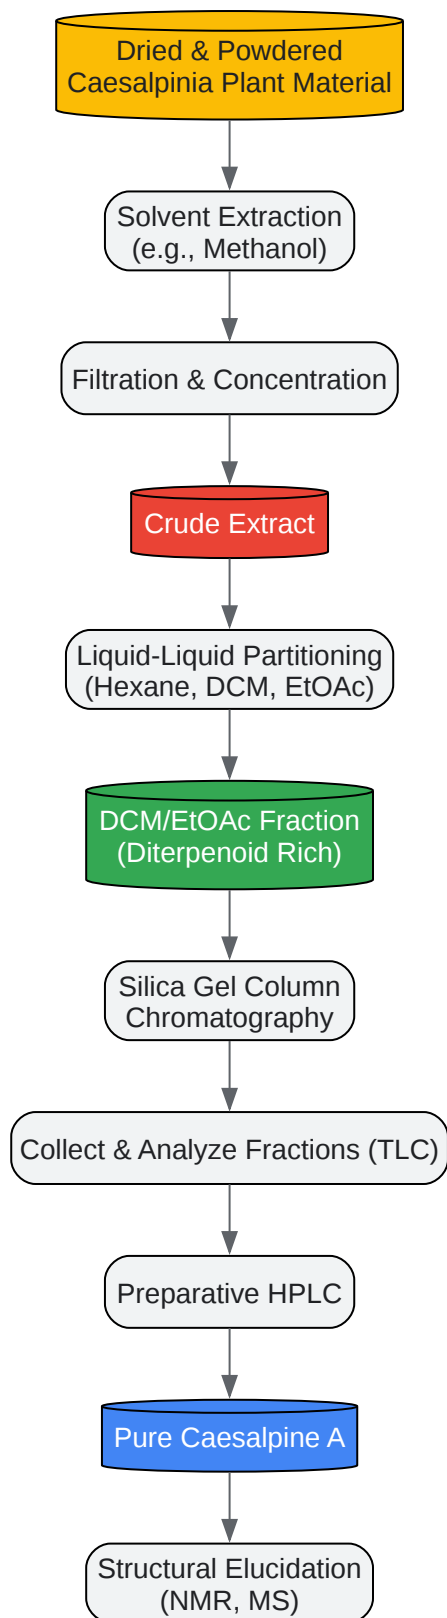 Dried & Powdered
Caesalpinia Plant Material
Solvent Extraction
(e.g., Methanol)
Filtration & Concentration
Crude Extract
Liquid-Liquid Partitioning
(Hexane, DCM, EtOAc)
DCM/EtOAc Fraction
(Diterpenoid Rich)
Silica Gel Column
Chromatography
Collect & Analyze Fractions (TLC)
Preparative HPLC
Pure Caesalpine A
Structural Elucidation
(NMR, MS)